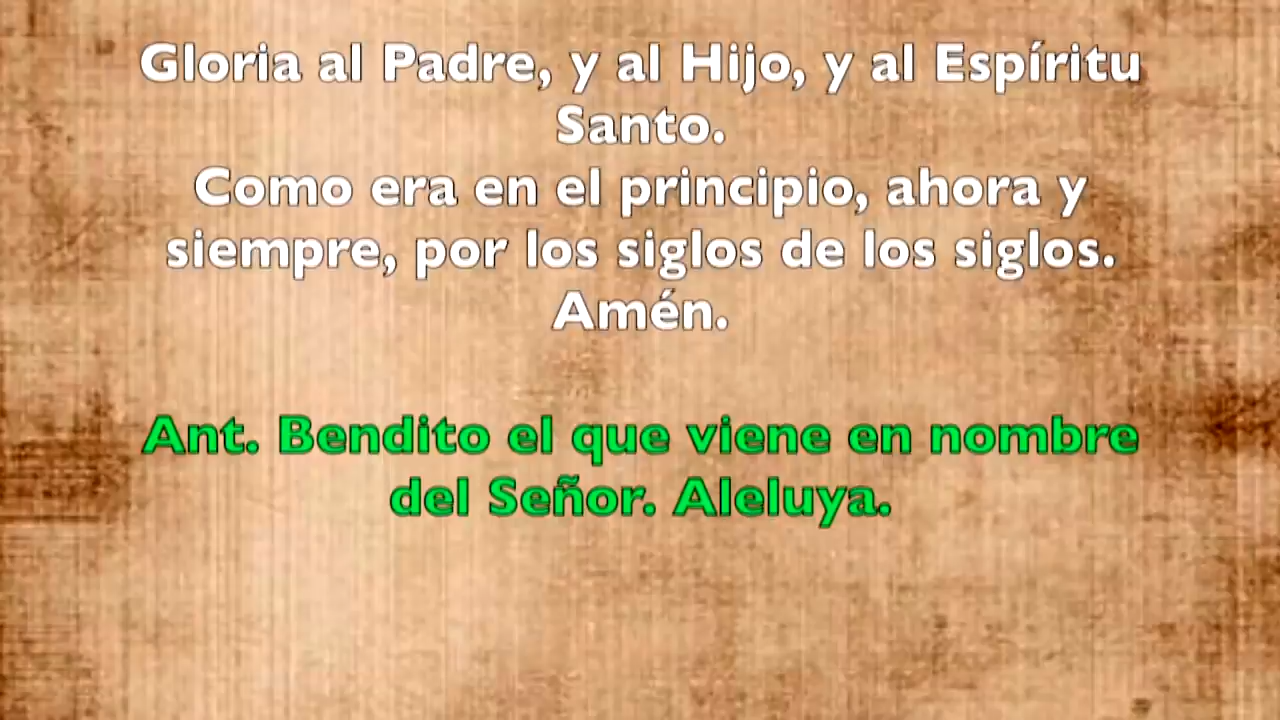 Gloria al Padre, y al Hijo, y al Espíritu
Santo.
Como era en el principio, ahora y
siempre, por los siglos de los siglos.
Amén.
Ant. Bendito el que viene en nombre
del Señor. Aleluya.